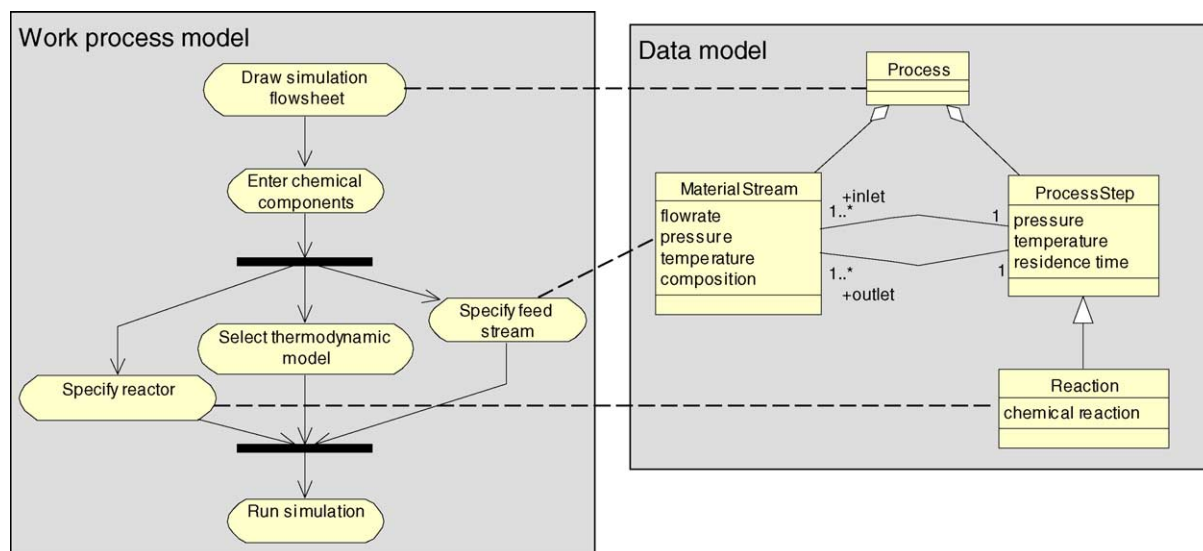 Work process model
Draw simulation
flowsheet
Enter chemical
components
Specify feed
stream
Select thermodynamic
model
Specify reactor
Run simulation
Data model
Process
MaterialStream
flowrate
pressure
temperature
composition
+inlet
1..*
1
1..*
1
+outlet
ProcessStep
pressure
temperature
residence time
Reaction
chemical reaction